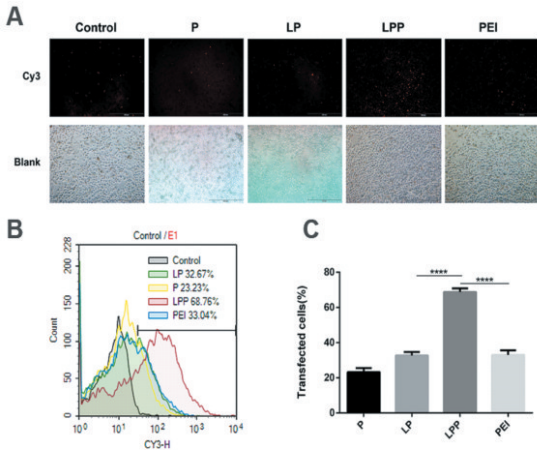 A
Control P LP LPP PEI
Cy3
Blank
B
Control / E1
Control
LP 32.67%
P 23.23%
LPP 68.76%
PEI 33.04%
Count
228
200
150
100
50
0
10⁰ 10¹ 10² 10³ 10⁴
CY3-H
C
Transfected cells(%)
80
60
40
20
0
**** ****
P LP LPP PEI